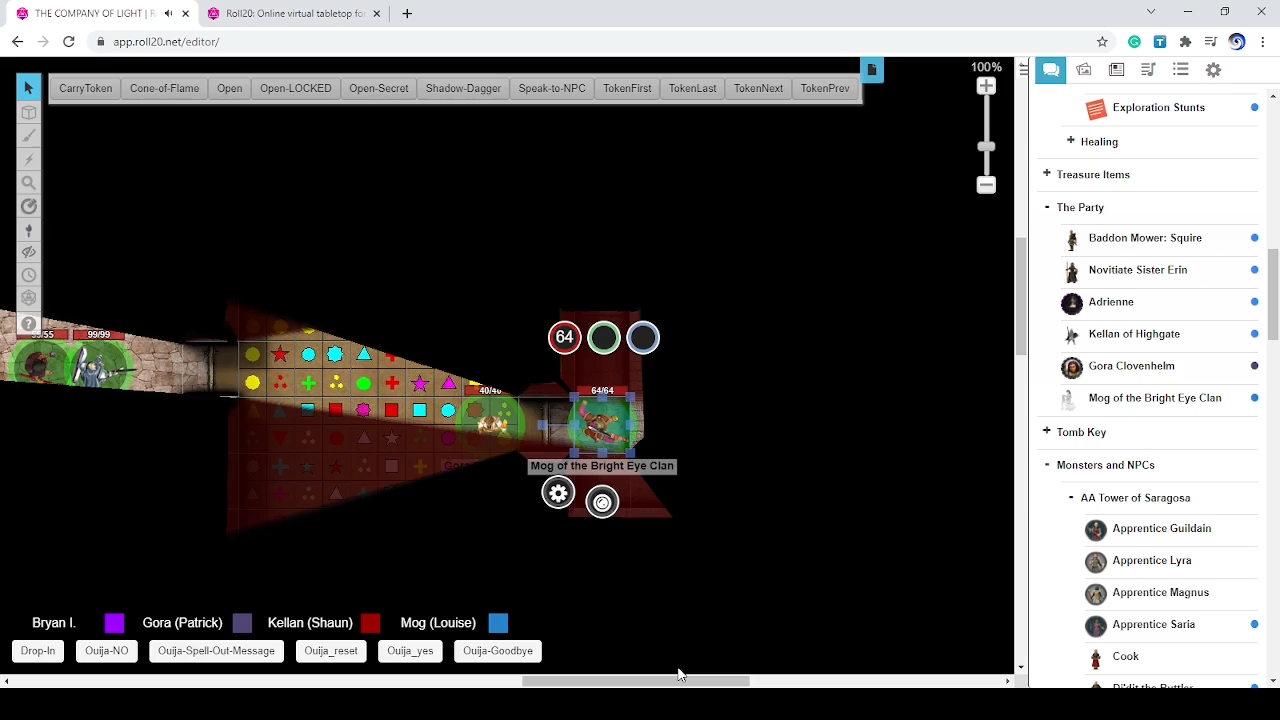 THE COMPANY OF LIGHT | R
Roll20: Online virtual tabletop fo
app.roll20.net/editor/
CarryToken Cone-of-Flame Open Open-LOCKED Open-Secret Shadow-Dagger Speak-to-NPC TokenFirst TokenLast TokenNext TokenPrev
100%
Exploration Stunts
Healing
Treasure Items
The Party
Baddon Mower: Squire
Novitiate Sister Erin
Adrienne
Kellan of Highgate
Gora Clovenhelm
Mog of the Bright Eye Clan
Tomb Key
Monsters and NPCs
AA Tower of Saragosa
Apprentice Guildain
Apprentice Lyra
Apprentice Magnus
Apprentice Saria
Cook
99/99
64
40/40
64/64
Mog of the Bright Eye Clan
Bryan I. Gora (Patrick) Kellan (Shaun) Mog (Louise)
Drop-In Ouija-NO Ouija-Spell-Out-Message Ouija_reset Ouija_yes Ouija-Goodbye